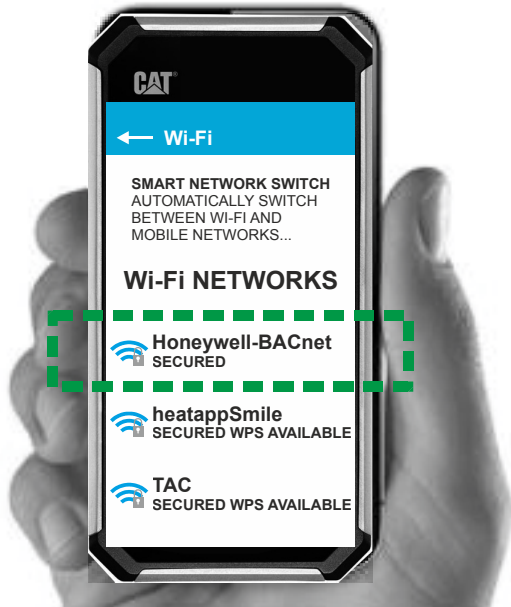 CAT®
Wi-Fi
SMART NETWORK SWITCH
AUTOMATICALLY SWITCH
BETWEEN WI-FI AND
MOBILE NETWORKS...
Wi-Fi NETWORKS
Honeywell-BACnet
SECURED
heatappSmile
SECURED WPS AVAILABLE
TAC
SECURED WPS AVAILABLE